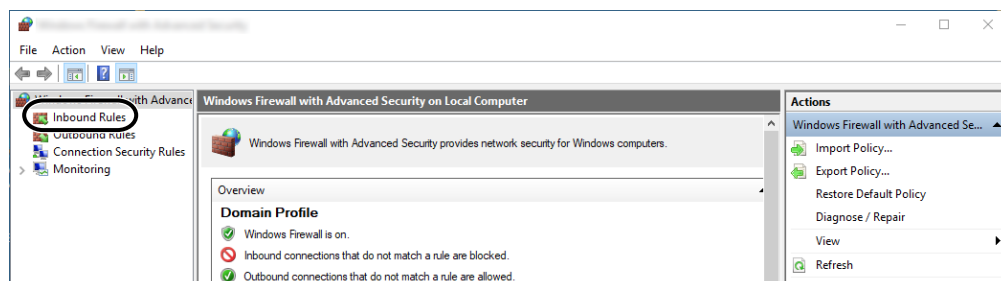 File Action View Help
with Advance
Inbound Rules
Outbound Rules
Connection Security Rules
Monitoring
Windows Firewall with Advanced Security on Local Computer
Windows Firewall with Advanced Security provides network security for Windows computers.
Overview
Domain Profile
Windows Firewall is on.
Inbound connections that do not match a rule are blocked.
Outbound connections that do not match a rule are allowed.
Actions
Windows Firewall with Advanced Se...
Import Policy...
Export Policy...
Restore Default Policy
Diagnose / Repair
View
Refresh